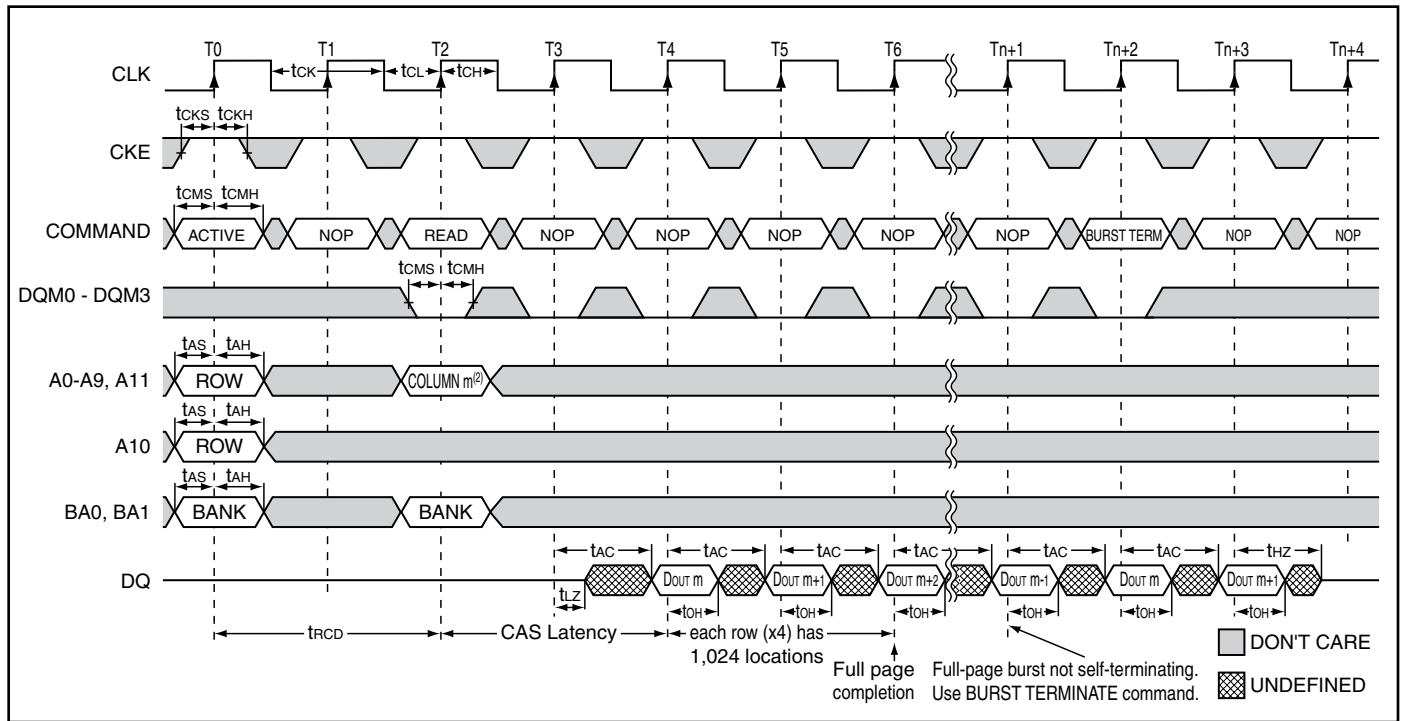 T0 T1 T2 T3 T4 T5 T6 Tn+1 Tn+2 Tn+3 Tn+4
CLK tCK tCL tCH
tCKS tCKH
CKE
tCMS tCMH
COMMAND ACTIVE NOP READ NOP NOP NOP NOP NOP BURST TERM NOP NOP
tCMS tCMH
DQM0 - DQM3
tAS tAH
A0-A9, A11 ROW COLUMN m(2)
tAS tAH
A10 ROW
tAS tAH
BA0, BA1 BANK BANK
tAC tAC tAC tAC tAC tAC tHZ
DQ DOUT m DOUT m+1 DOUT m+2 DOUT m-1 DOUT m DOUT m+1
tLZ tOH tOH tOH tOH tOH tOH
tRCD CAS Latency each row (x4) has
1,024 locations
Full page
completion
Full-page burst not self-terminating.
Use BURST TERMINATE command.
DON'T CARE
UNDEFINED